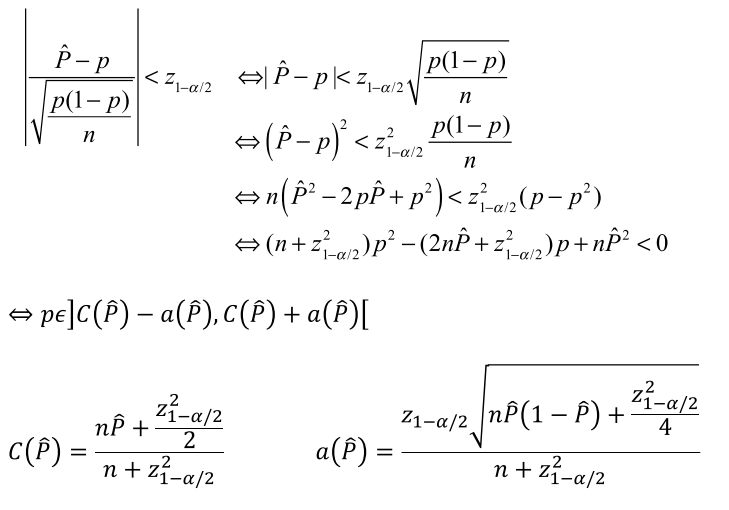 |(P̂ − p) / √(p(1 − p)/n)| < z_{1−α/2} ⇔ | P̂ − p |< z_{1−α/2} √(p(1 − p)/n)
⇔ (P̂ − p)² < z²_{1−α/2} p(1 − p)/n
⇔ n(P̂² − 2pP̂ + p²) < z²_{1−α/2}(p − p²)
⇔ (n + z²_{1−α/2})p² − (2nP̂ + z²_{1−α/2})p + nP̂² < 0
⇔ pϵ]C(P̂) − a(P̂), C(P̂) + a(P̂)[
C(P̂) = (nP̂ + z²_{1−α/2}/2) / (n + z²_{1−α/2}) a(P̂) = z_{1−α/2} √(nP̂(1 − P̂) + z²_{1−α/2}/4) / (n + z²_{1−α/2})